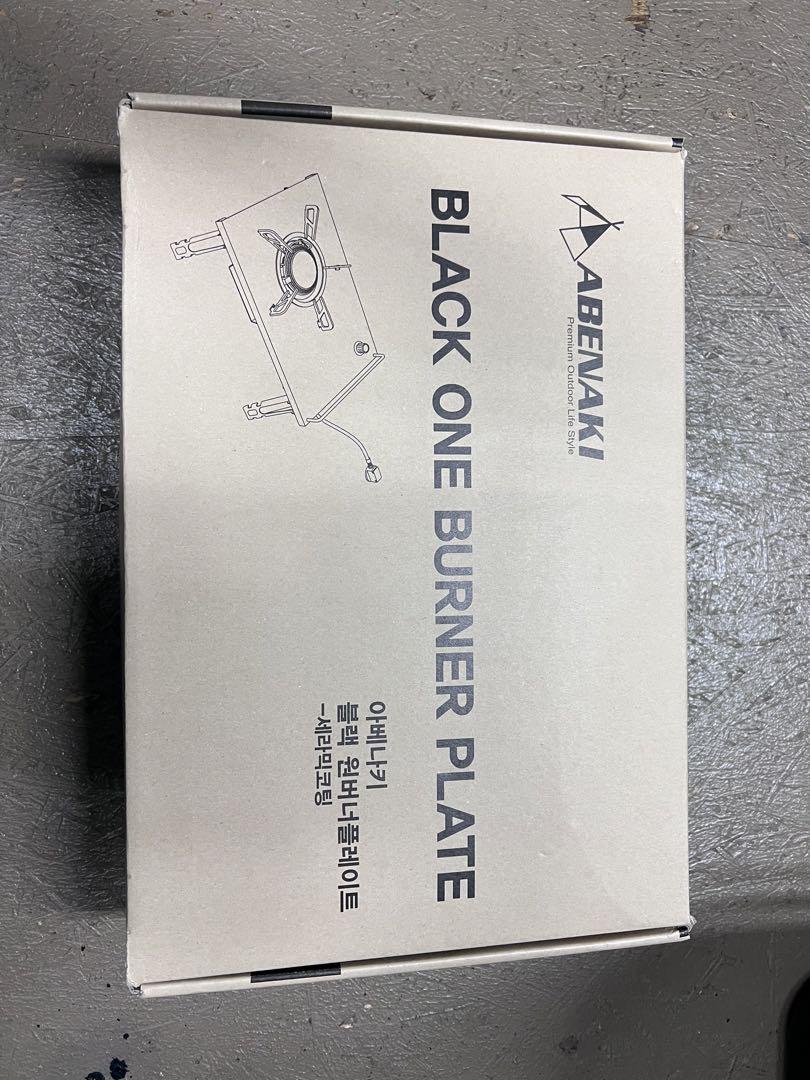 ABENAKI
Premium Outdoor Life Style
BLACK ONE BURNER PLATE
아베나키
블랙 원버너플레이트
-세라믹코팅